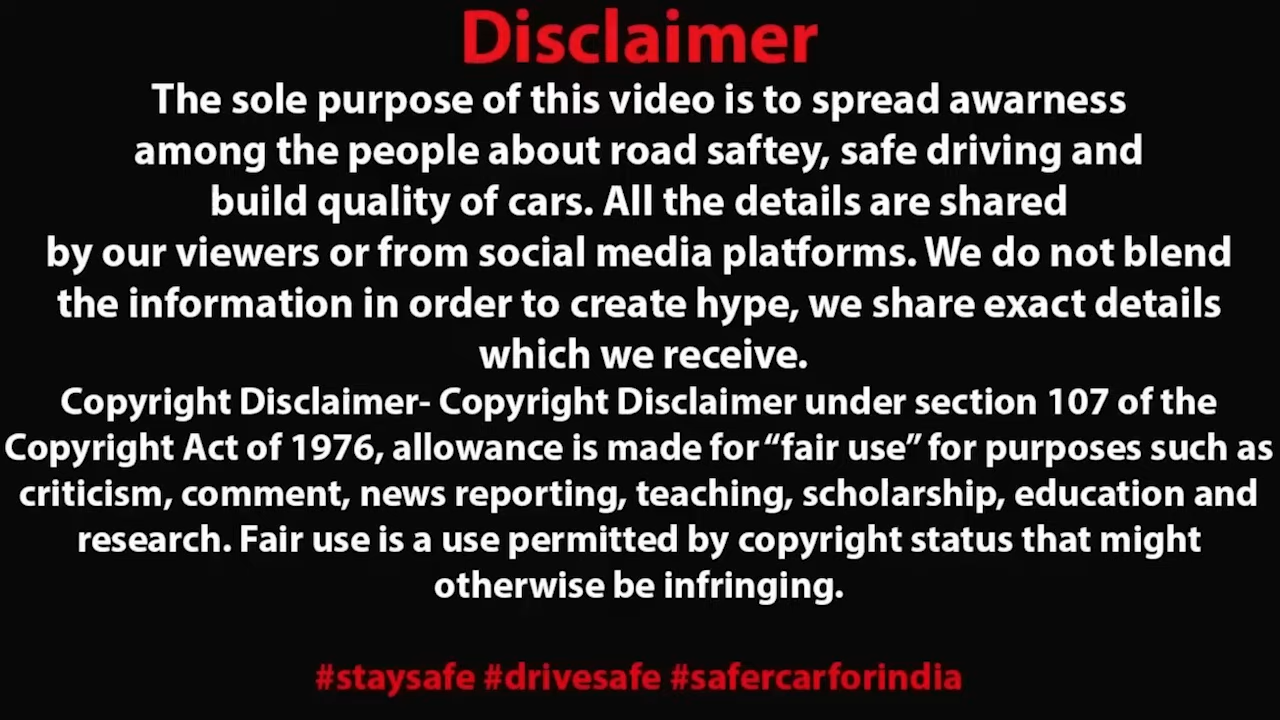 Disclaimer
The sole purpose of this video is to spread awarness
among the people about road saftey, safe driving and
build quality of cars. All the details are shared
by our viewers or from social media platforms. We do not blend
the information in order to create hype, we share exact details
which we receive.
Copyright Disclaimer- Copyright Disclaimer under section 107 of the
Copyright Act of 1976, allowance is made for “fair use” for purposes such as
criticism, comment, news reporting, teaching, scholarship, education and
research. Fair use is a use permitted by copyright status that might
otherwise be infringing.
#staysafe #drivesafe #safercarforindia